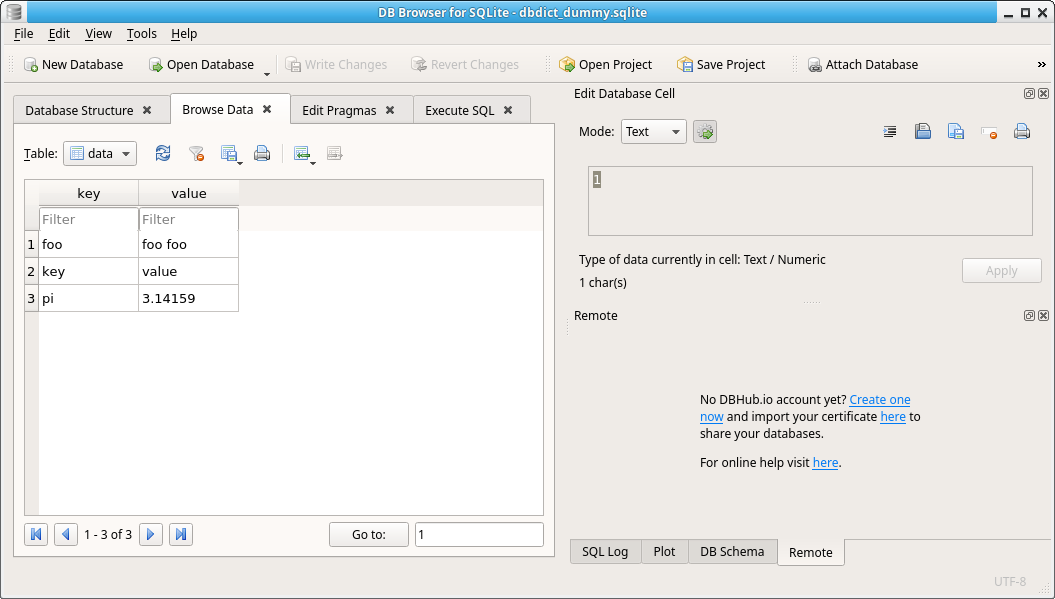 DB Browser for SQLite - dbdict_dummy.sqlite
File Edit View Tools Help
New Database Open Database Write Changes Revert Changes Open Project Save Project Attach Database »
Database Structure Browse Data Edit Pragmas Execute SQL
Table: data
key value
Filter Filter
1 foo foo foo
2 key value
3 pi 3.14159
1 - 3 of 3 Go to: 1
Edit Database Cell
Mode: Text
1
Type of data currently in cell: Text / Numeric
1 char(s)
Apply
Remote
No DBHub.io account yet? Create one
now and import your certificate here to
share your databases.
For online help visit here.
SQL Log Plot DB Schema Remote
UTF-8